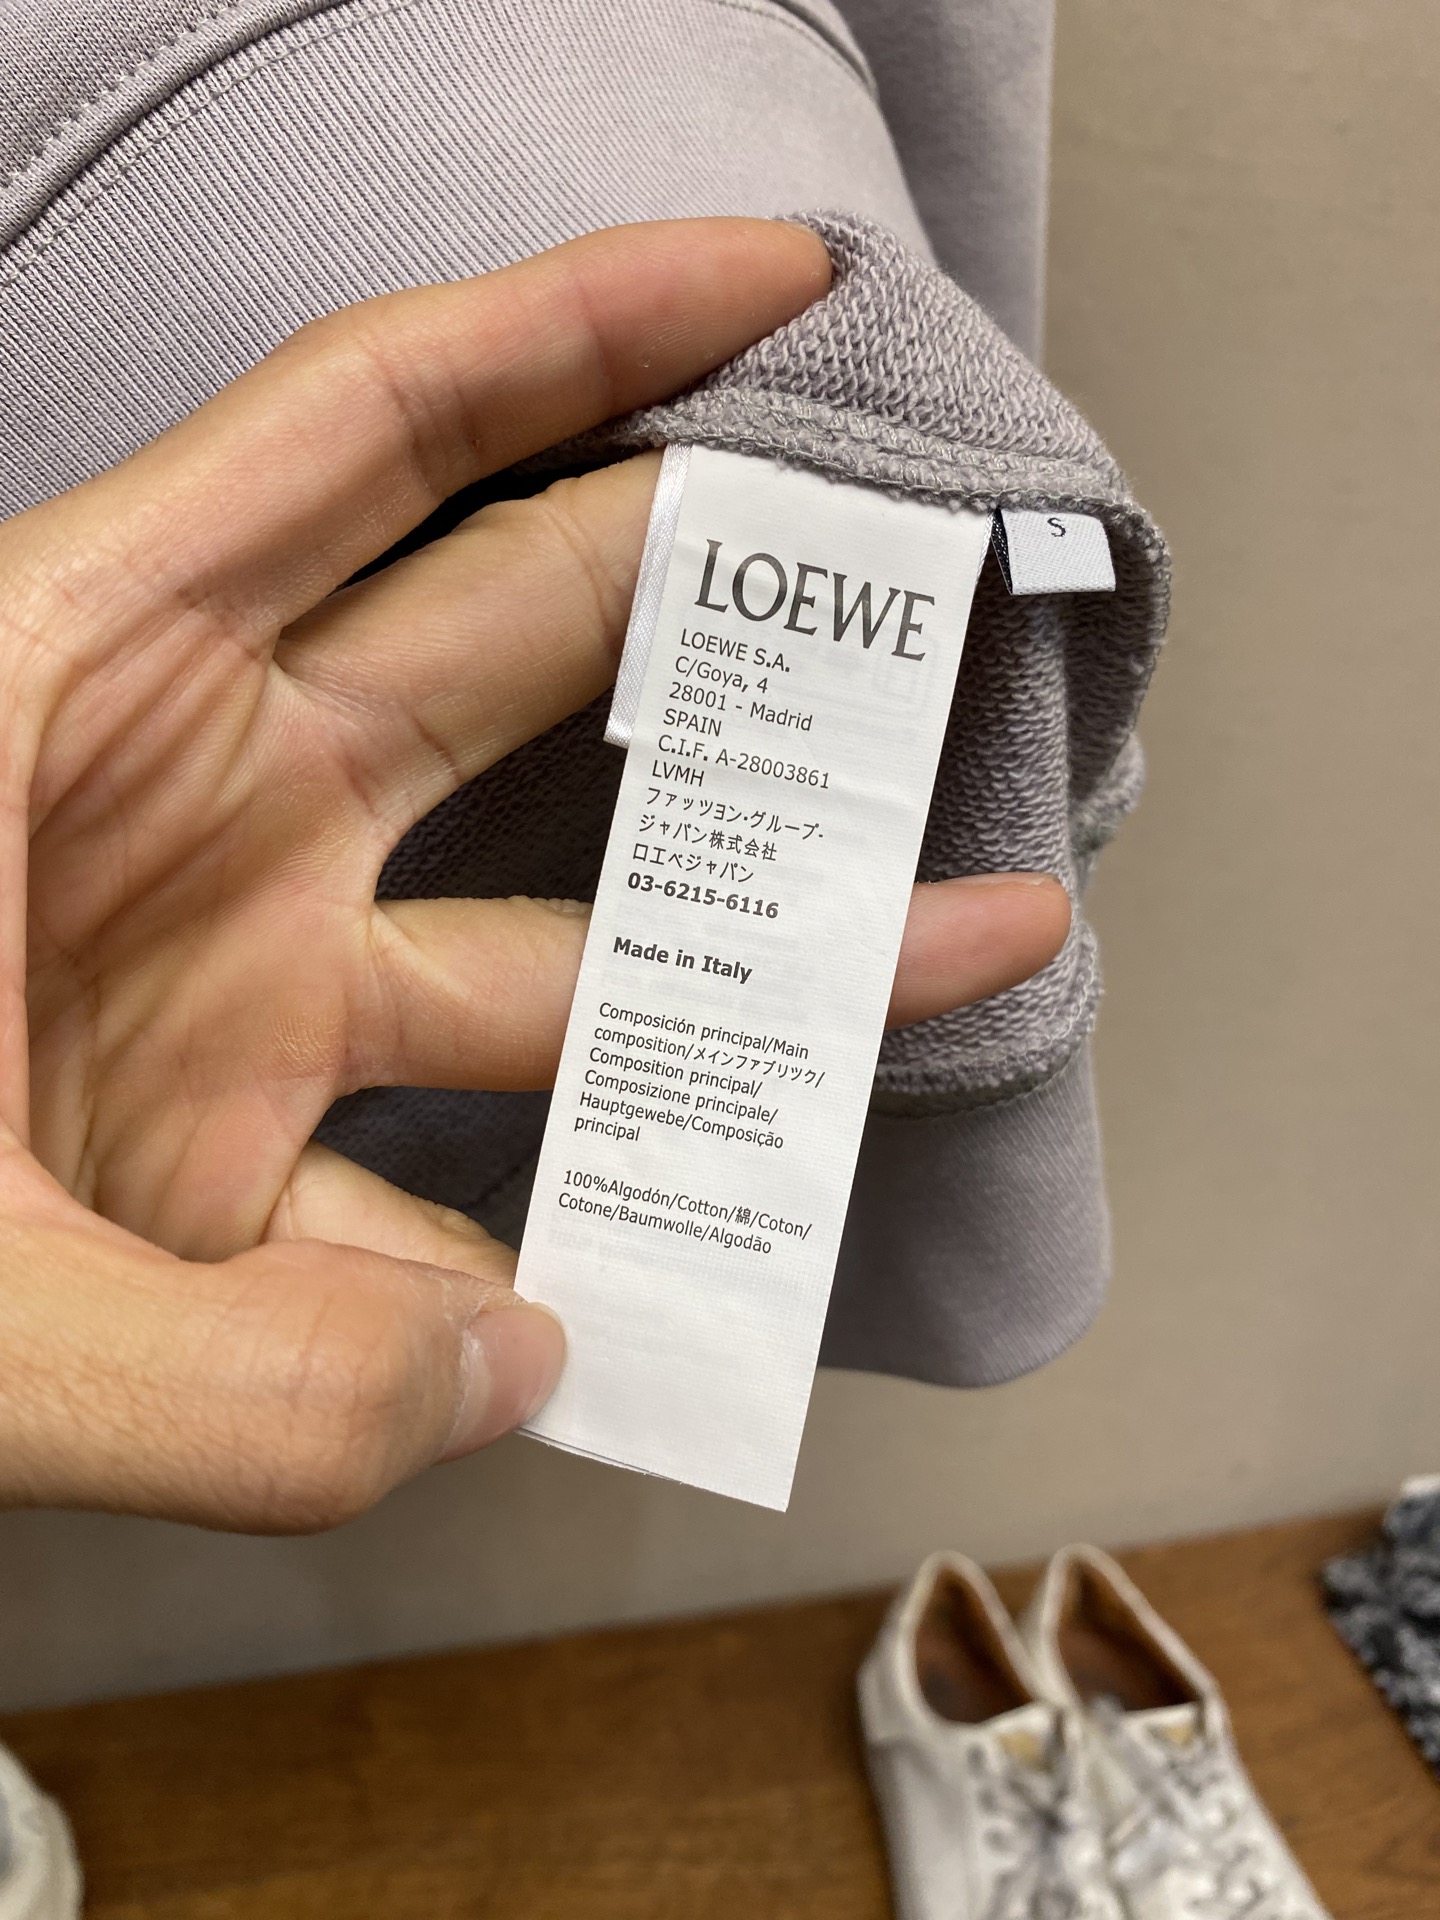 S
LOEWE
LOEWE S.A.
C/Goya, 4
28001 - Madrid
SPAIN
C.I.F. A-28003861
LVMH
ファッツヨン・グループ-
ジャパン株式会社
口エベジャパン
03-6215-6116
Made in Italy
Composición principal/Main
composition/メインファブリツク/
Composition principal/
Composizione principale/
Hauptgewebe/Composição
principal
100%Algodón/Cotton/綿/Coton/
Cotone/Baumwolle/Algodão